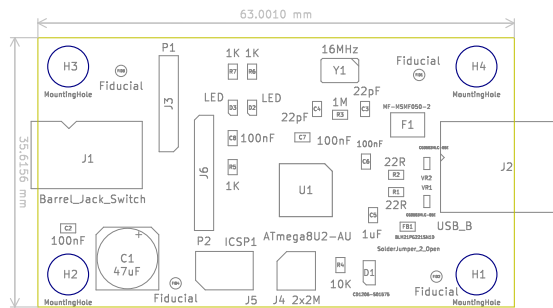 63.0010 mm
35.6156 mm
H3
MountingHole
Fiducial
P1
J3
1K 1K
R7 R6
LED LED
D3 D2
C8
100nF
R5
1K
J6
16MHz
Y1
22pF
C4
1M
R3
22pF
C3
C7
100nF
MF-MSMF050-2
F1
Fiducial
H4
MountingHole
J1
Barrel_Jack_Switch
U1
ATmega8U2-AU
100nF
C6
22R
R2
R1
22R
VR2
VR1
J2
USB_B
C5
1uF
FB1
BLM21PG221SN1D
SolderJumper_2_Open
C2
100nF
H2
MountingHole
C1
47uF
+
Fiducial
P2
ICSP1
J5
J4 2x2M
R4
10K
D1
Fiducial
H1
MountingHole